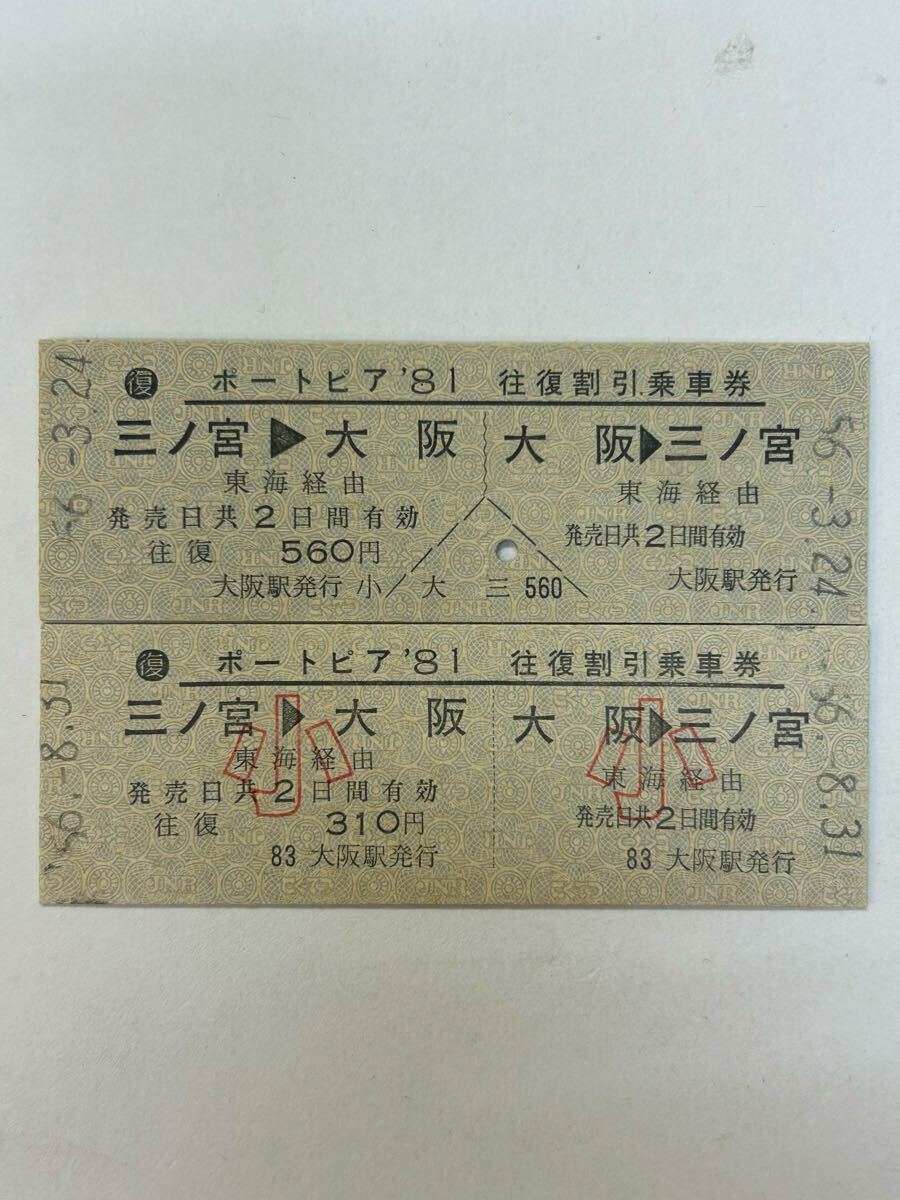 復 ポートピア'81 往復割引乗車券
三ノ宮▶大阪 大阪▶三ノ宮
東海経由 東海経由
発売日共2日間有効 発売日共2日間有効
往復 560円
大阪駅発行 小 大 三 560 大阪駅発行
-3.24
56.-3.24
復 ポートピア'81 往復割引乗車券
三ノ宮▶大阪 大阪▶三ノ宮
小 小
東海経由 東海経由
発売日共2日間有効 発売日共2日間有効
往復 310円
83 大阪駅発行 83 大阪駅発行
56.-8.31
56.-8.31